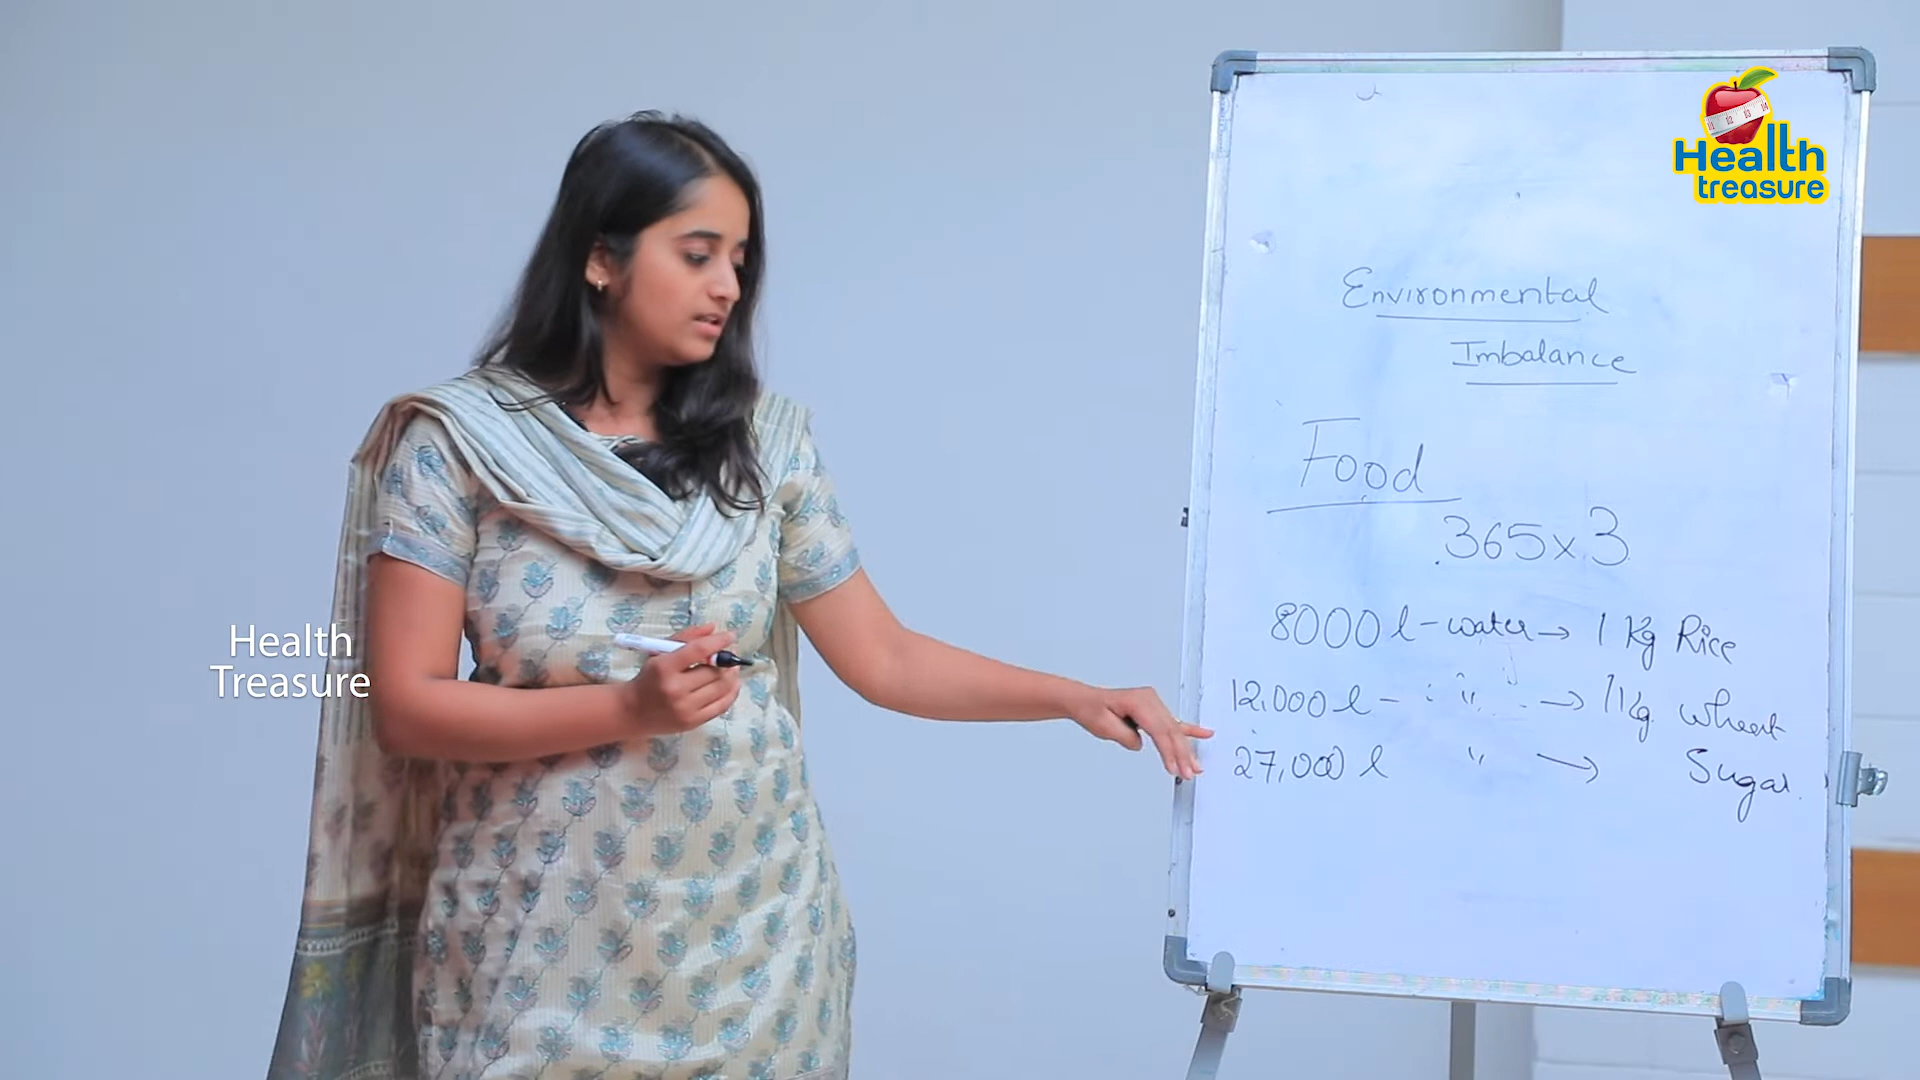 Health
treasure
Environmental
Imbalance
Food
365x3
8000 l - water → 1 Kg Rice
12,000 l - " → 1 Kg wheat
27,000 l " → Sugar.
Health
Treasure